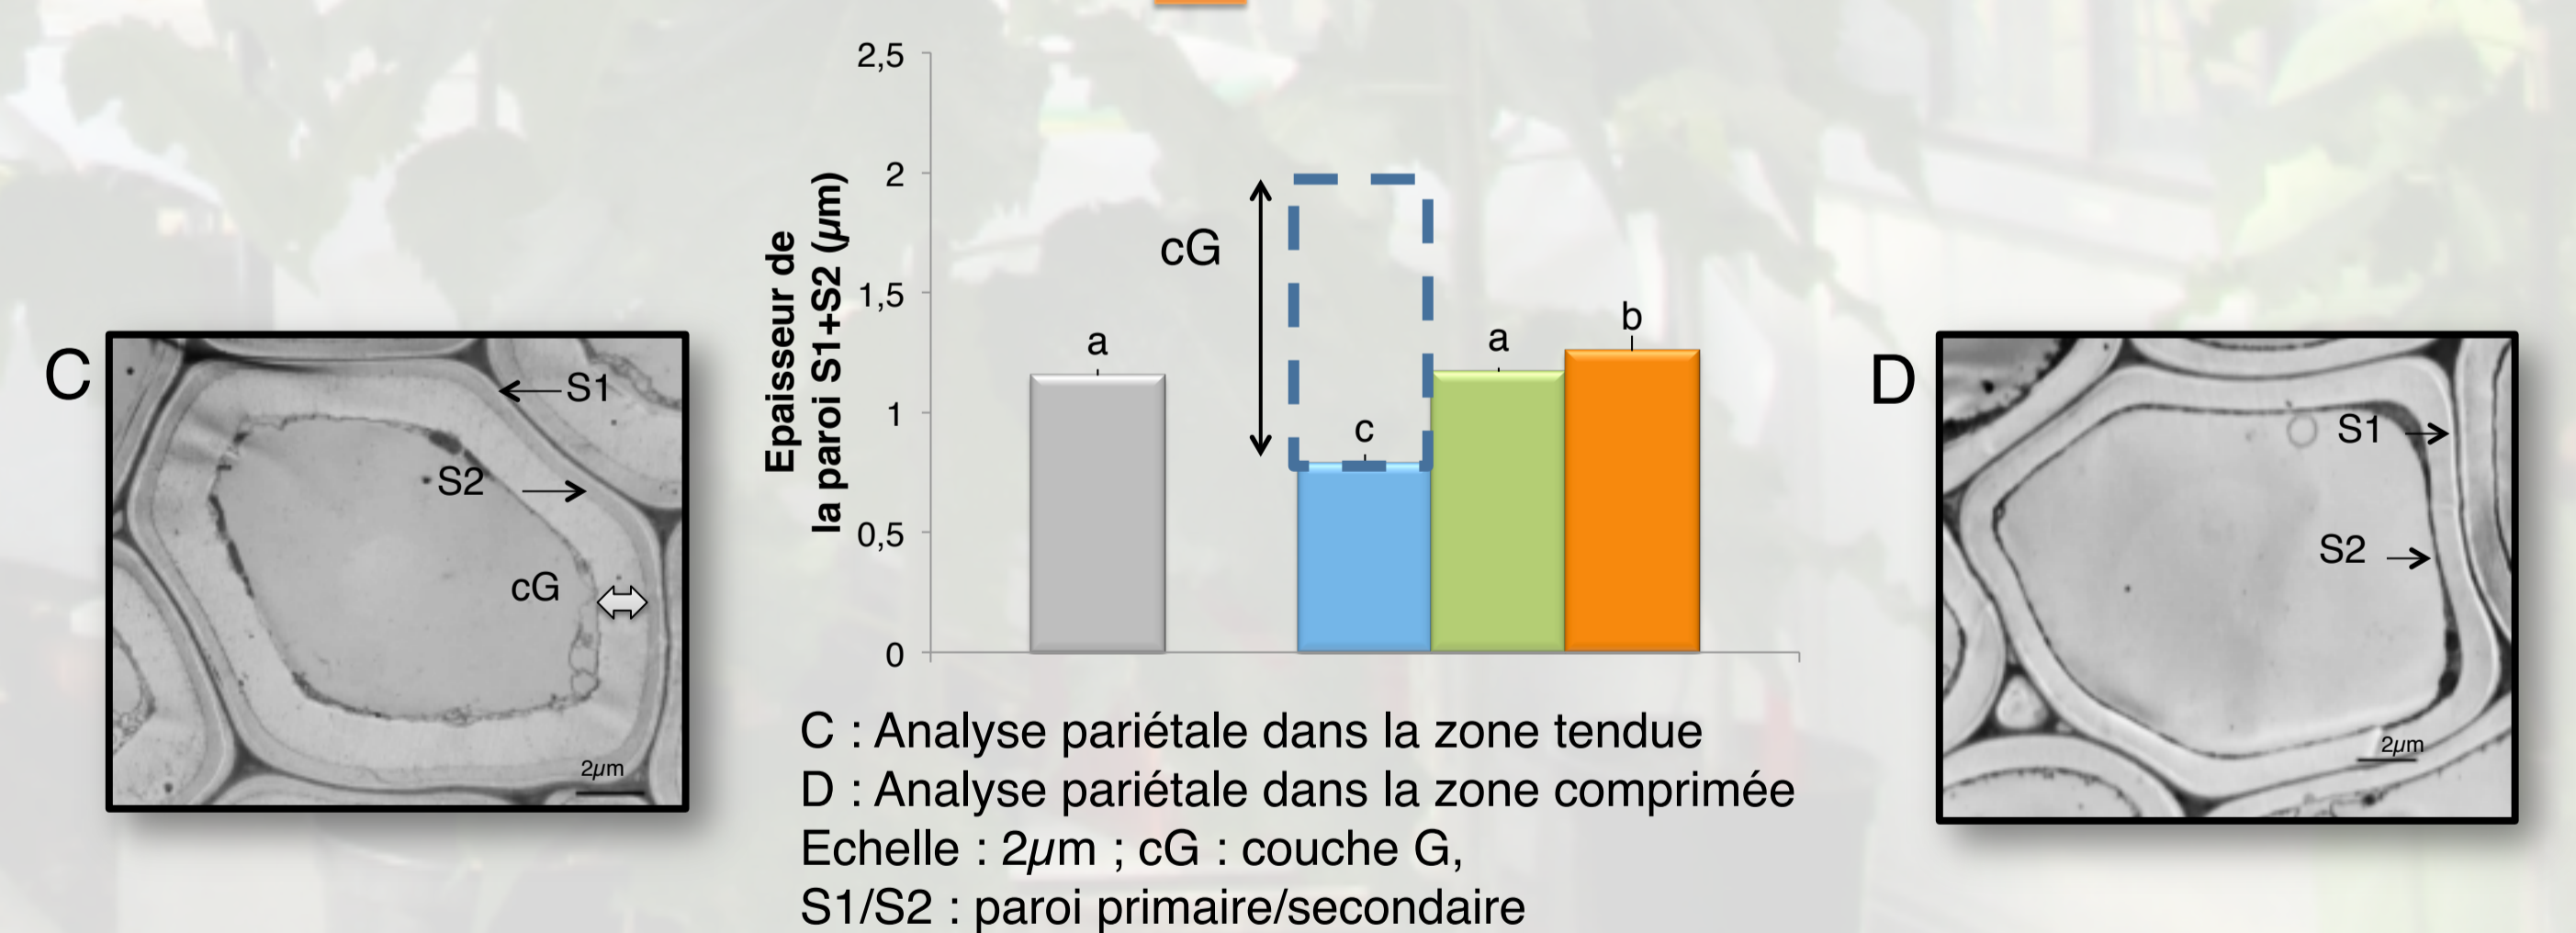 2,5
2
1,5
1
0,5
0
Epaisseur de
la paroi S1+S2 (µm)
cG
a
c
a
b
C
S1
S2
cG
2µm
D
S1
S2
2µm
C : Analyse pariétale dans la zone tendue
D : Analyse pariétale dans la zone comprimée
Echelle : 2µm ; cG : couche G,
S1/S2 : paroi primaire/secondaire